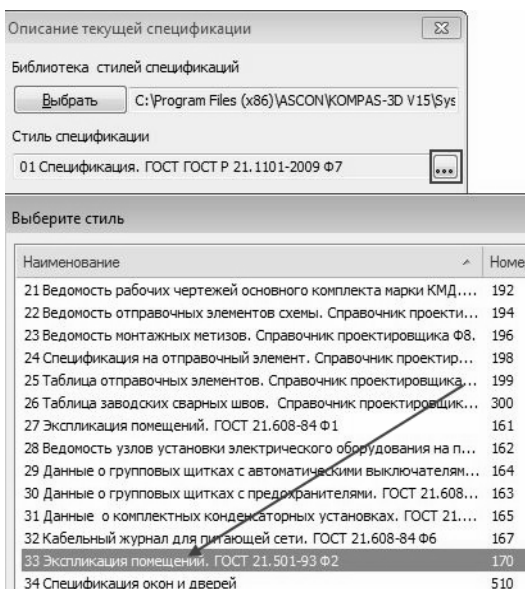 Описание текущей спецификации
Библиотека стилей спецификаций
Выбрать C:\Program Files (x86)\ASCON\KOMPAS-3D V15\Sys
Стиль спецификации
01 Спецификация. ГОСТ ГОСТ Р 21.1101-2009 Ф7 ...
Выберите стиль
Наименование Номе
21 Ведомость рабочих чертежей основного комплекта марки КМД.... 192
22 Ведомость отправочных элементов схемы. Справочник проекти... 194
23 Ведомость монтажных метизов. Справочник проектировщика Ф8. 196
24 Спецификация на отправочный элемент. Справочник проектир... 198
25 Таблица отправочных элементов. Справочник проектировщика... 199
26 Таблица заводских сварных швов. Справочник проектировщик... 300
27 Экспликация помещений. ГОСТ 21.608-84 Ф1 161
28 Ведомость узлов установки электрического оборудования на п... 162
29 Данные о групповых щитках с автоматическими выключателям... 164
30 Данные о групповых щитках с предохранителями. ГОСТ 21.608... 163
31 Данные о комплектных конденсаторных установках. ГОСТ 21.... 165
32 Кабельный журнал для питающей сети. ГОСТ 21.608-84 Ф6 167
33 Экспликация помещений. ГОСТ 21.501-93 Ф2 170
34 Спецификация окон и дверей 510